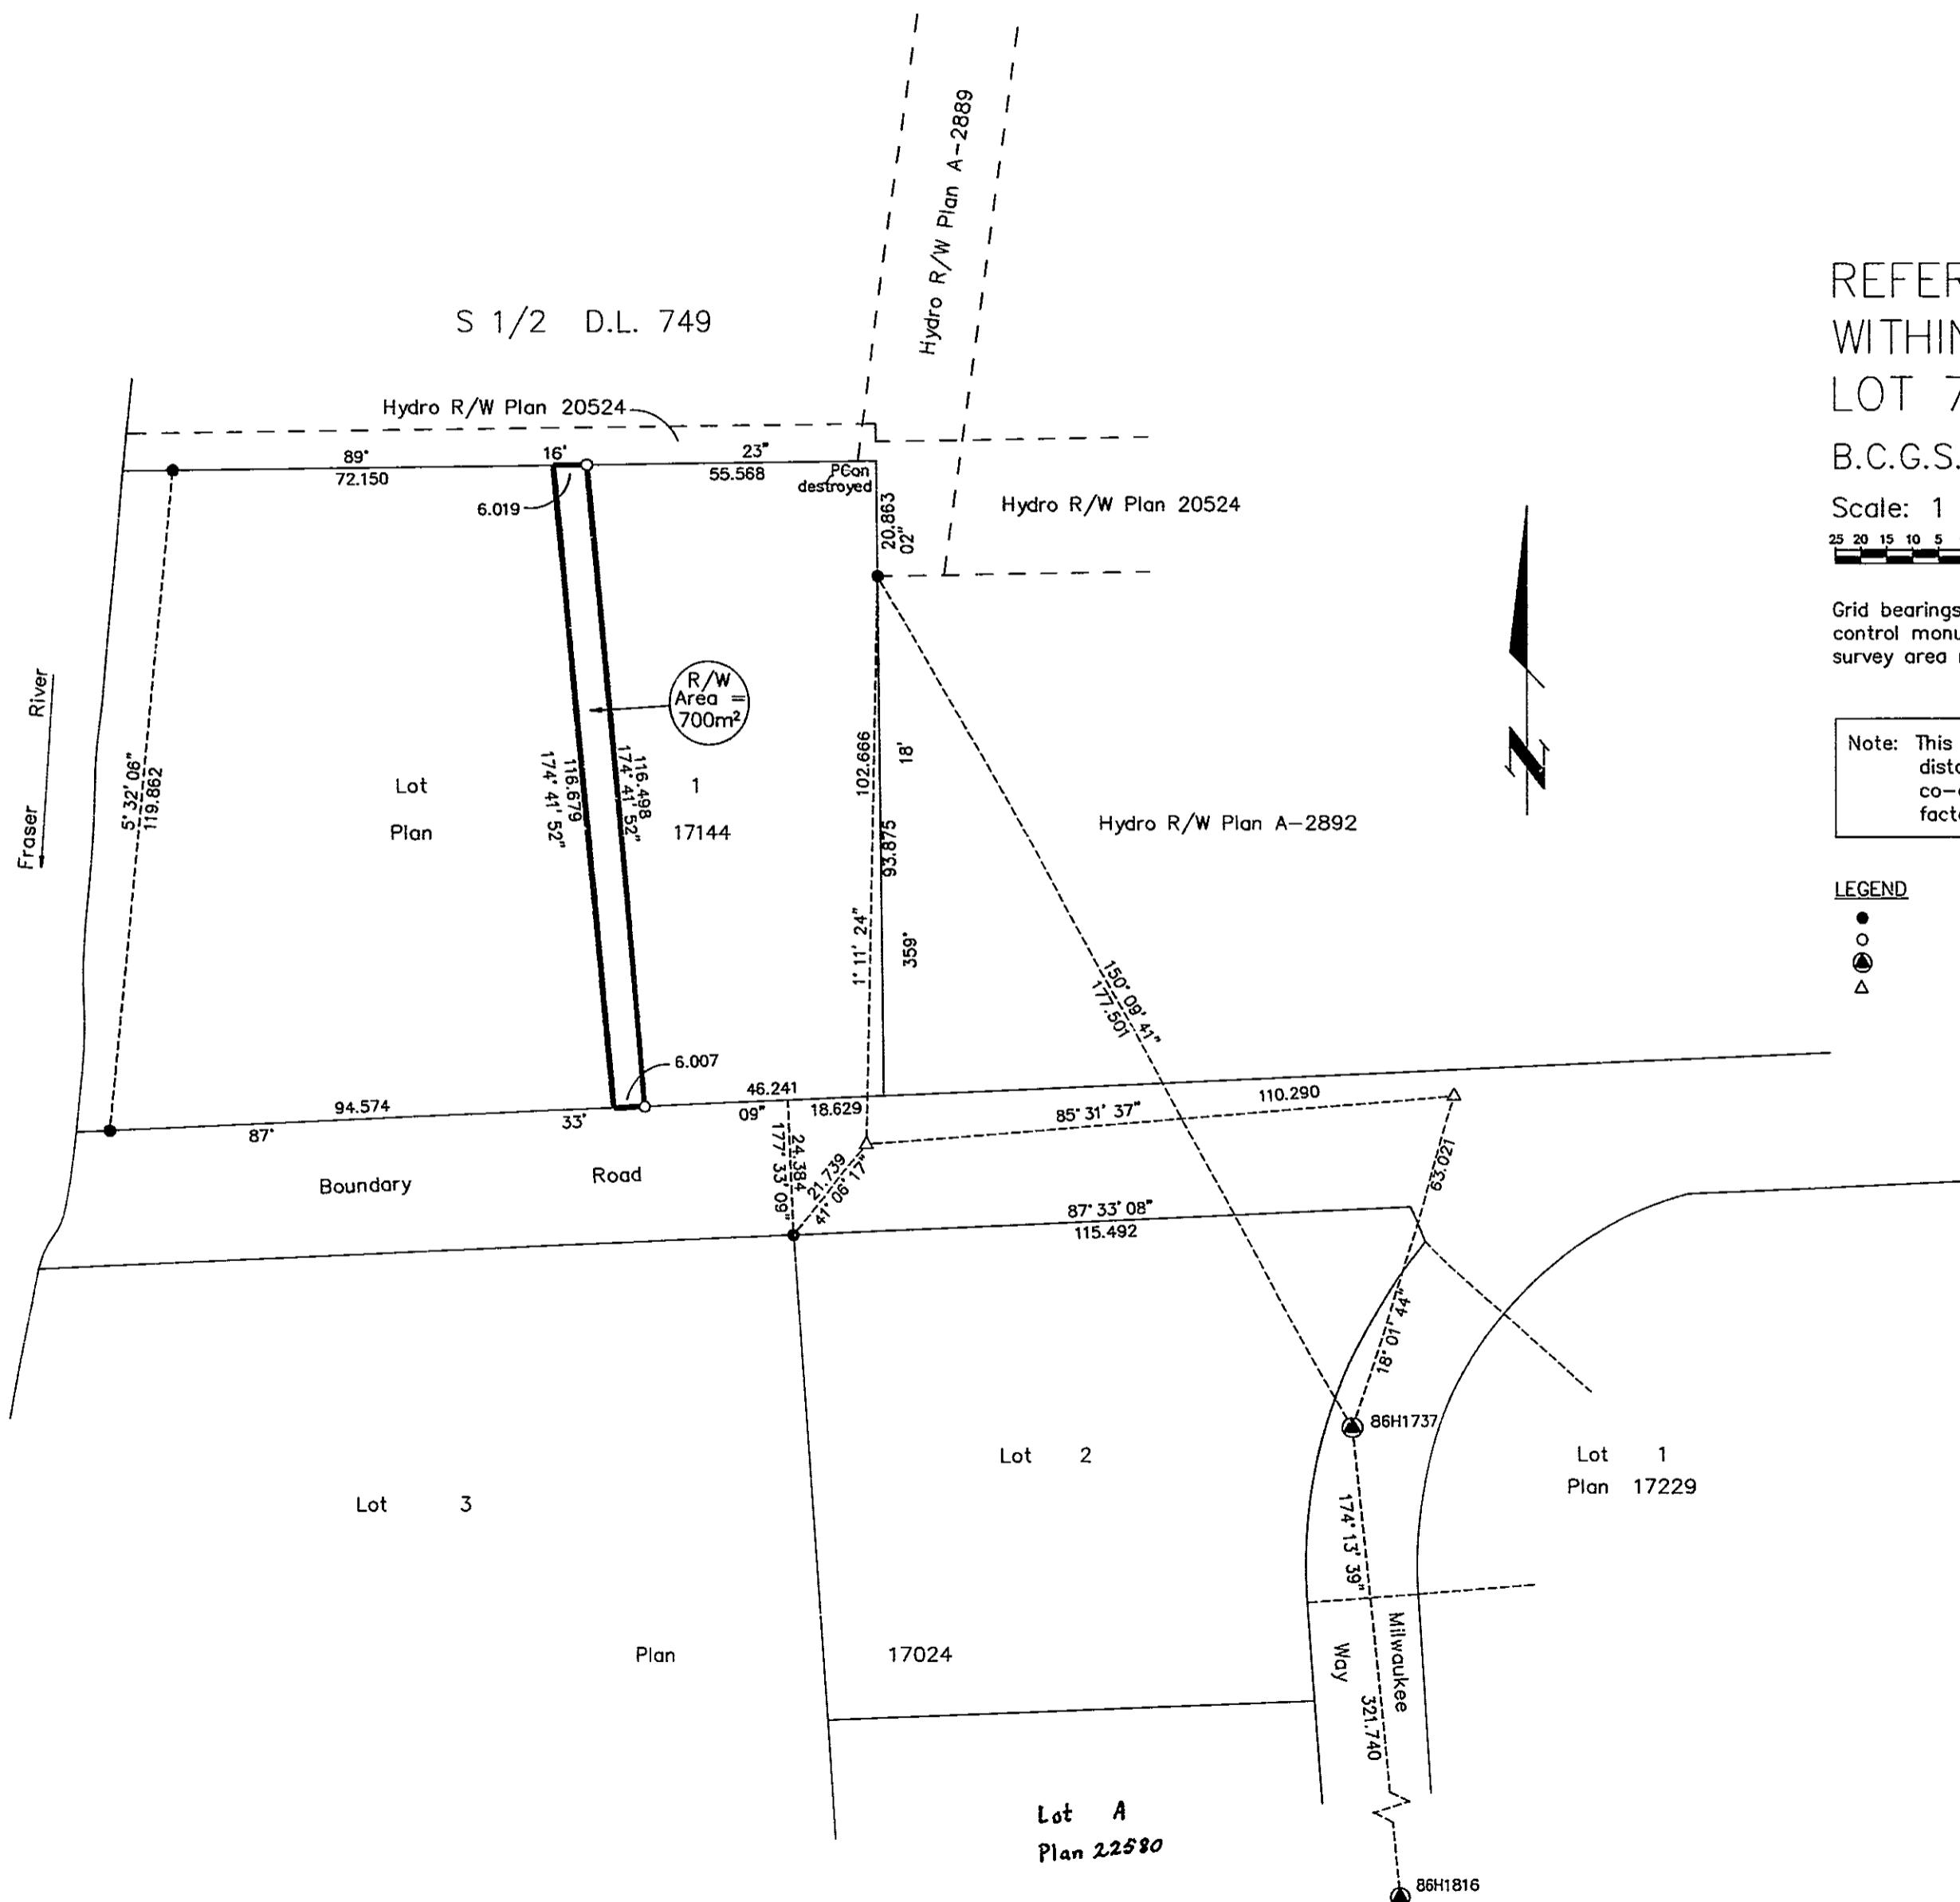 Hydro R/W Plan A-2889
S 1/2 D.L. 749
Hydro R/W Plan 20524
89° 16' 23"
72.150
55.568
PCon
destroyed
6.019
20.863
02"
Hydro R/W Plan 20524
R/W
Area =
700m²
Fraser River
5° 32' 06"
119.862
116.679
174° 41' 52"
116.498
174° 41' 52"
Lot 1
Plan 17144
102.666
1° 11' 24"
18'
93.875
359°
Hydro R/W Plan A-2892
150° 09' 41"
177.501
6.007
94.574
46.241
87° 33' 09"
18.629
110.290
85° 31' 37"
24.384
177° 33' 09"
21.739
41° 06' 17"
63.021
Boundary Road
87° 33' 08"
115.492
18° 01' 44"
86H1737
Lot 2
Lot 3
Lot 1
Plan 17229
174° 13' 39"
Plan 17024
Milwaukee
Way
321.740
Lot A
Plan 22580
86H1816
REFER
WITHIN
LOT 7
B.C.G.S.
Scale: 1
25 20 15 10 5
Grid bearings
control monu
survey area
Note: This
dista
co-
facto
LEGEND